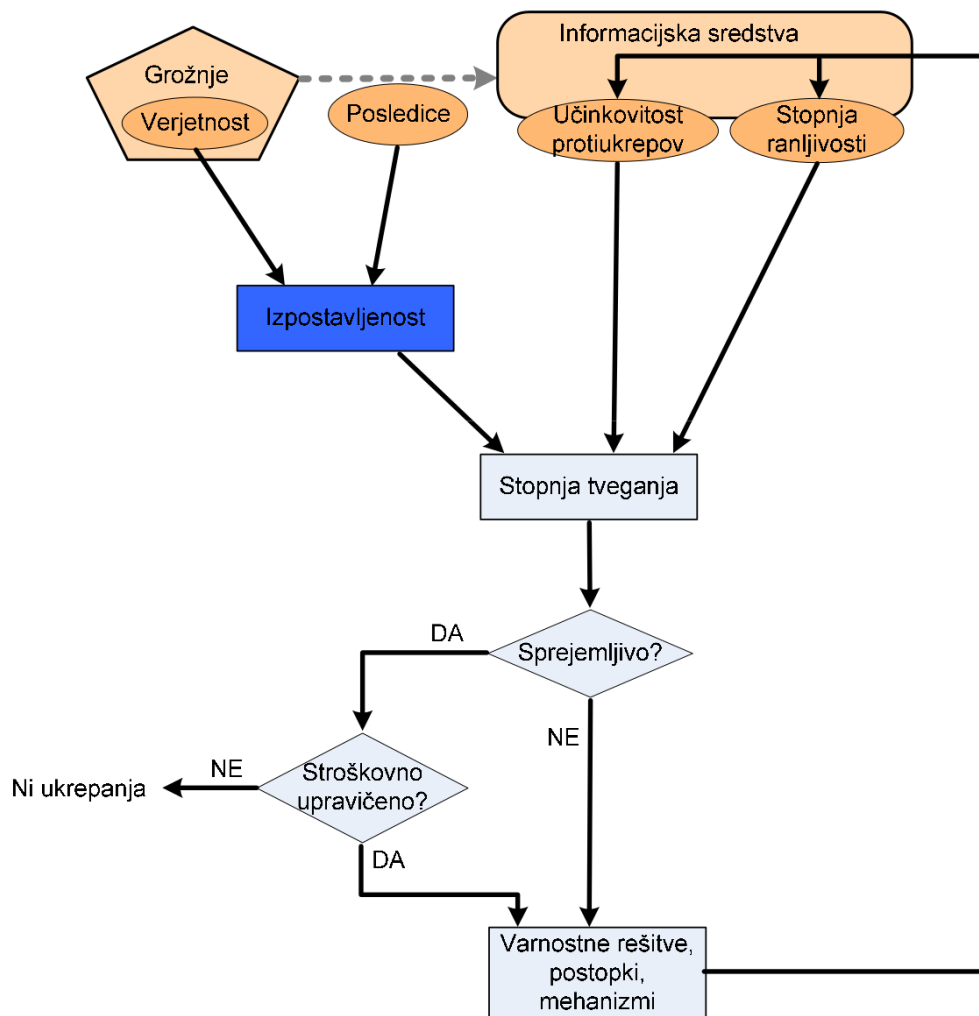 Informacijska sredstva
Grožnje
Verjetnost
Posledice
Učinkovitost
protiukrepov
Stopnja
ranljivosti
Izpostavljenost
Stopnja tveganja
DA
Sprejemljivo?
NE
NE
Stroškovno
upravičeno?
Ni ukrepanja
DA
Varnostne rešitve,
postopki,
mehanizmi